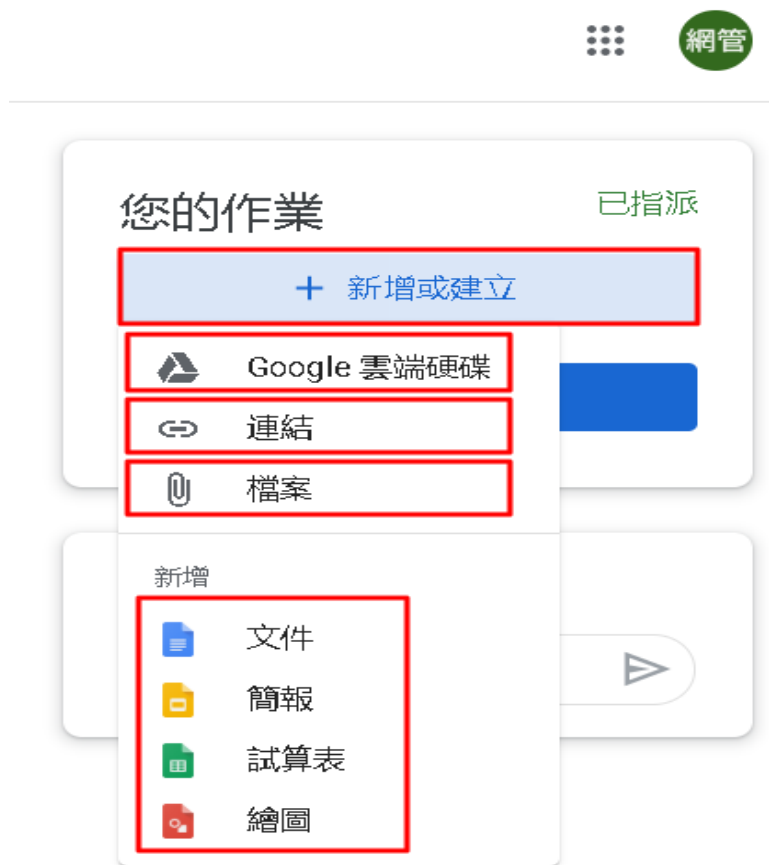 網管
您的作業
已指派
+ 新增或建立
Google 雲端硬碟
連結
檔案
新增
文件
簡報
試算表
繪圖